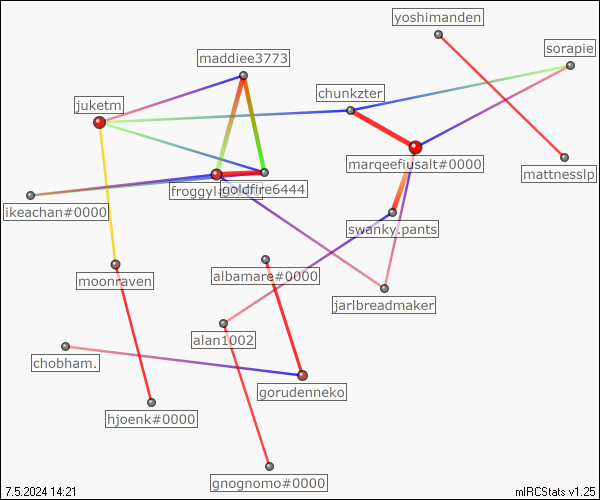 yoshimanden
sorapie
maddiee3773
chunkzter
juketm
marqeefiusalt#0000
mattnesslp
goldfire6444
ikeachan#0000
swanky.pants
albamare#0000
moonraven
jarlbreadmaker
alan1002
chobham.
gorudenneko
hjoenk#0000
gnognomo#0000
7.5.2024 14:21
mIRCStats v1.25